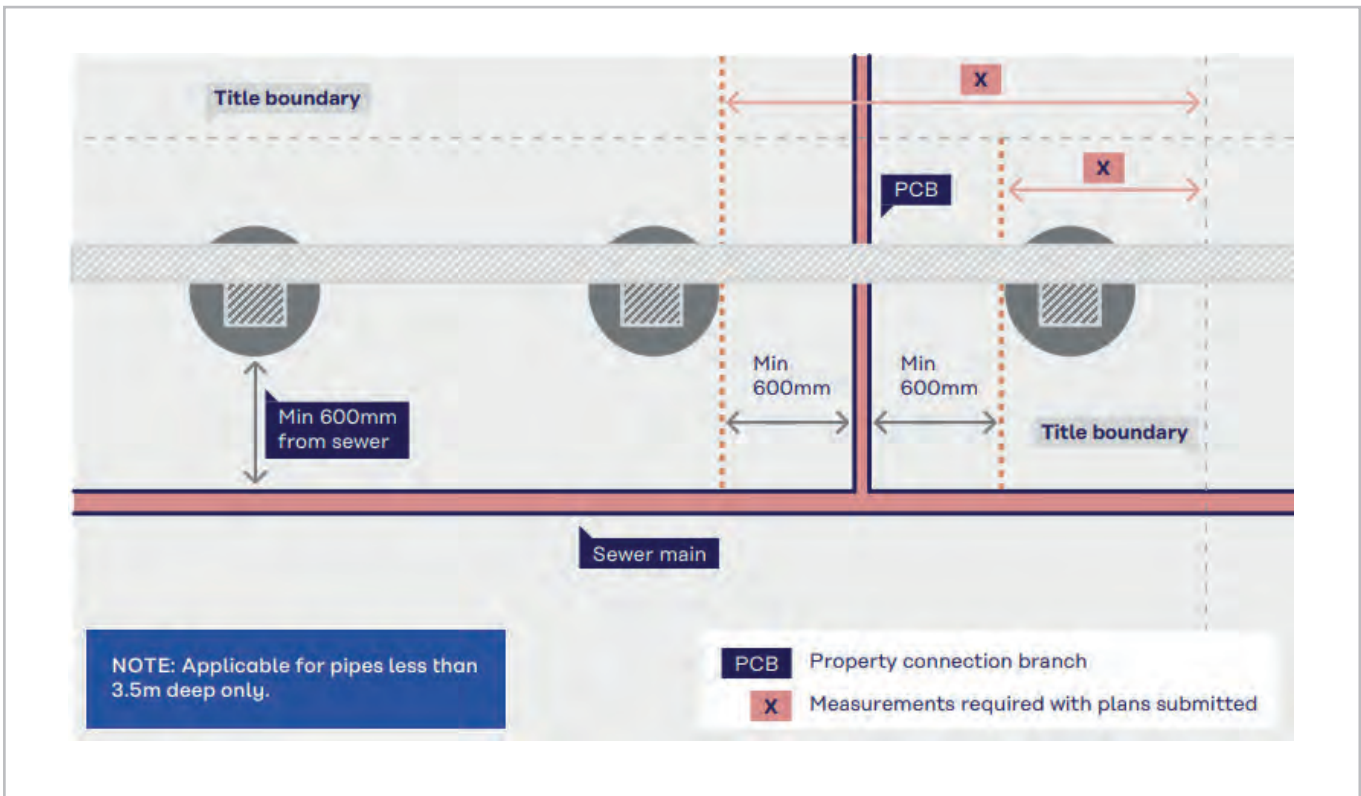 Title boundary
X
X
PCB
Min 600mm
from sewer
Min
600mm
Min
600mm
Title boundary
Sewer main
NOTE: Applicable for pipes less than
3.5m deep only.
PCB Property connection branch
X Measurements required with plans submitted